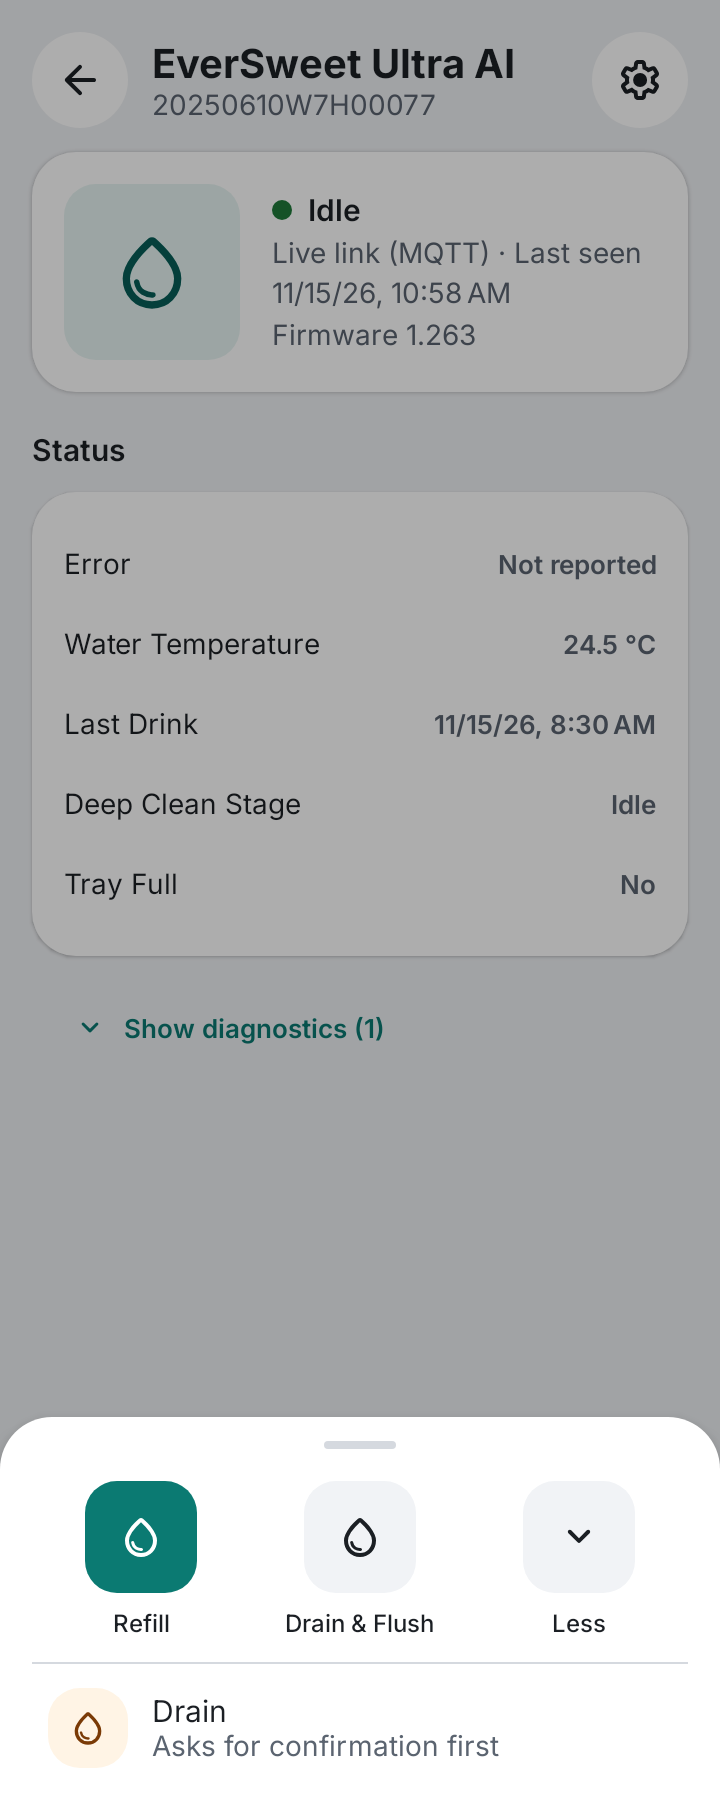 EverSweet Ultra AI
20250610W7H00077
Idle
Live link (MQTT) · Last seen
11/15/26, 10:58 AM
Firmware 1.263
Status
Error Not reported
Water Temperature 24.5 °C
Last Drink 11/15/26, 8:30 AM
Deep Clean Stage Idle
Tray Full No
Show diagnostics (1)
Refill Drain & Flush Less
Drain
Asks for confirmation first